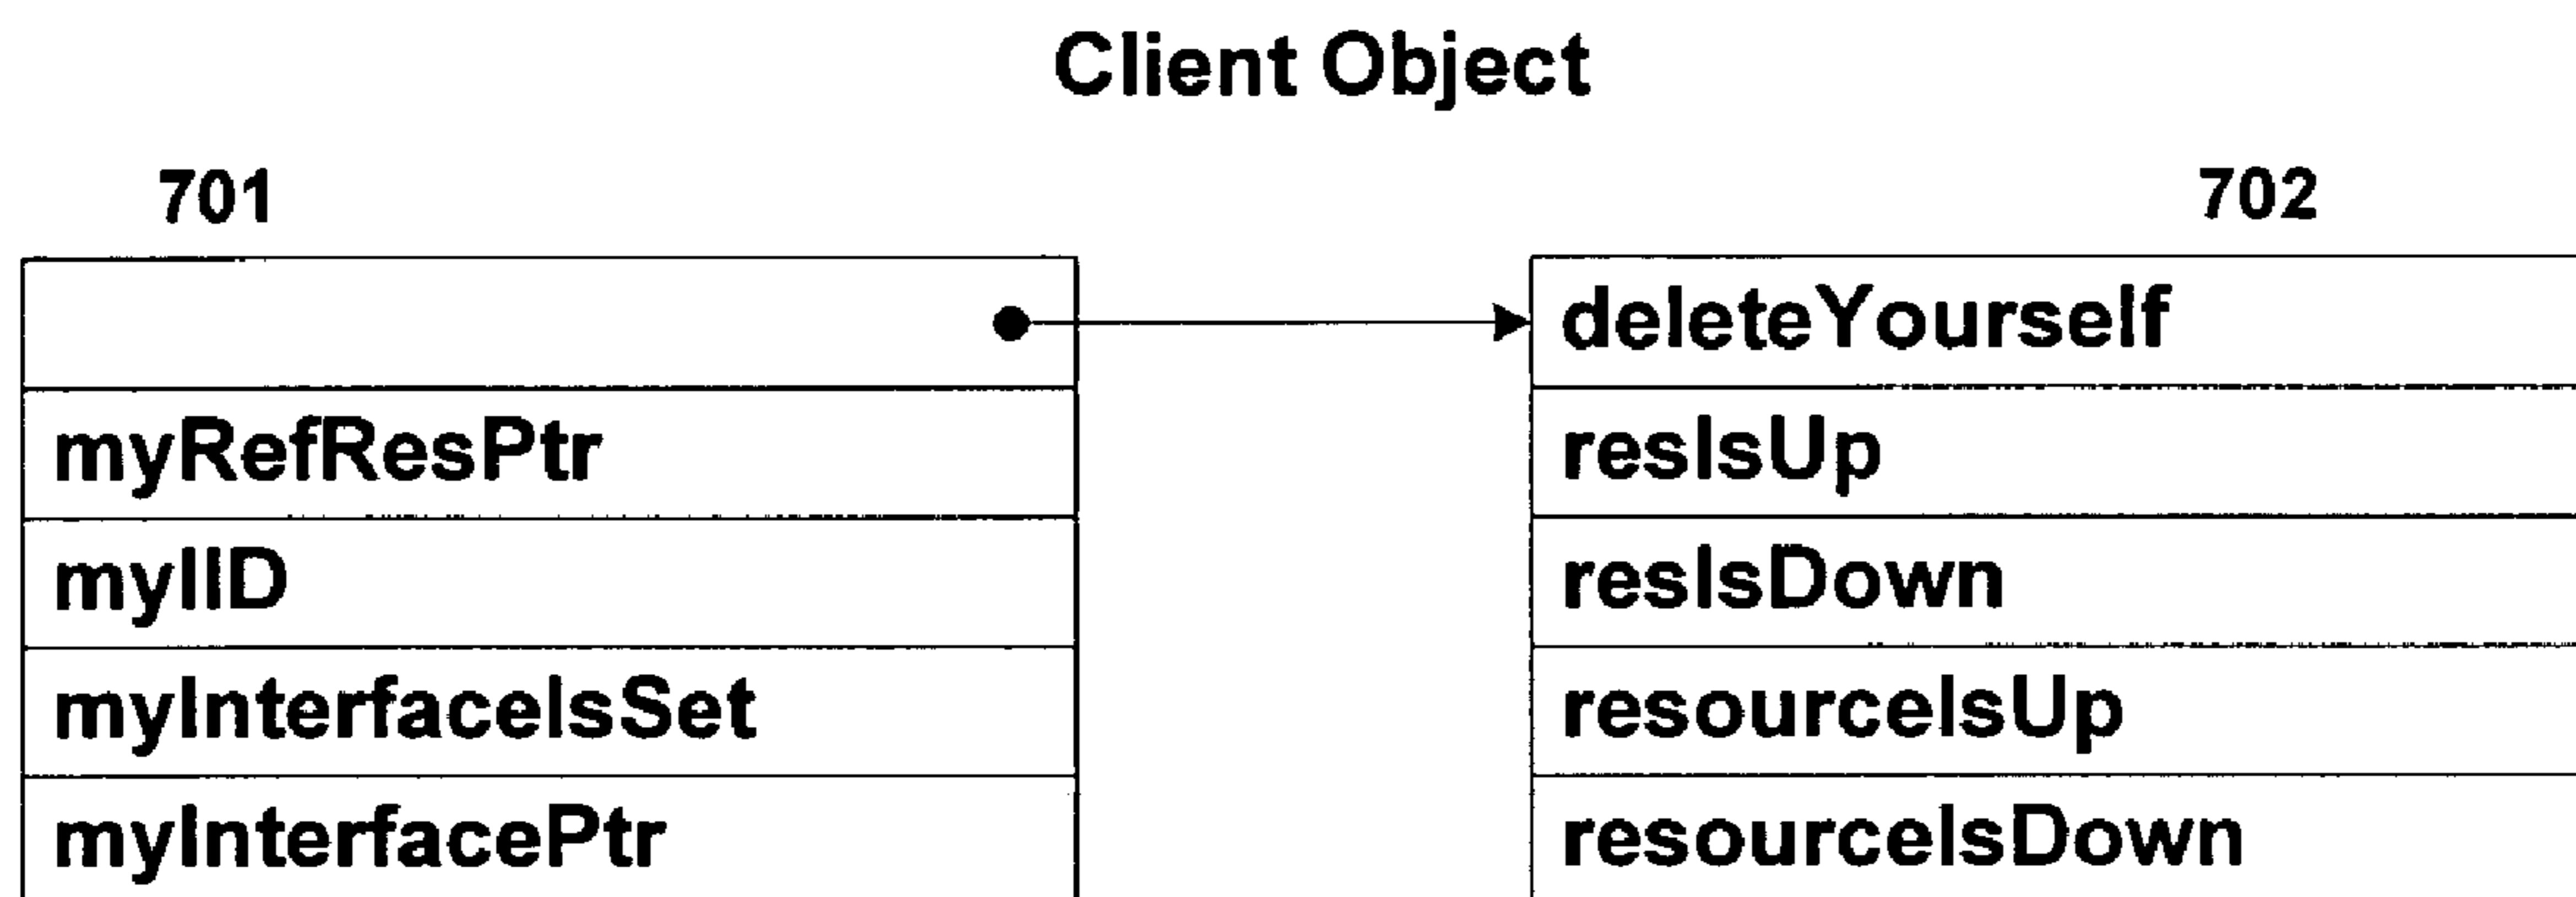 Client Object
701
702
deleteYourself
myRefResPtr
resIsUp
myIID
resIsDown
myInterfaceIsSet
resourceIsUp
myInterfacePtr
resourceIsDown